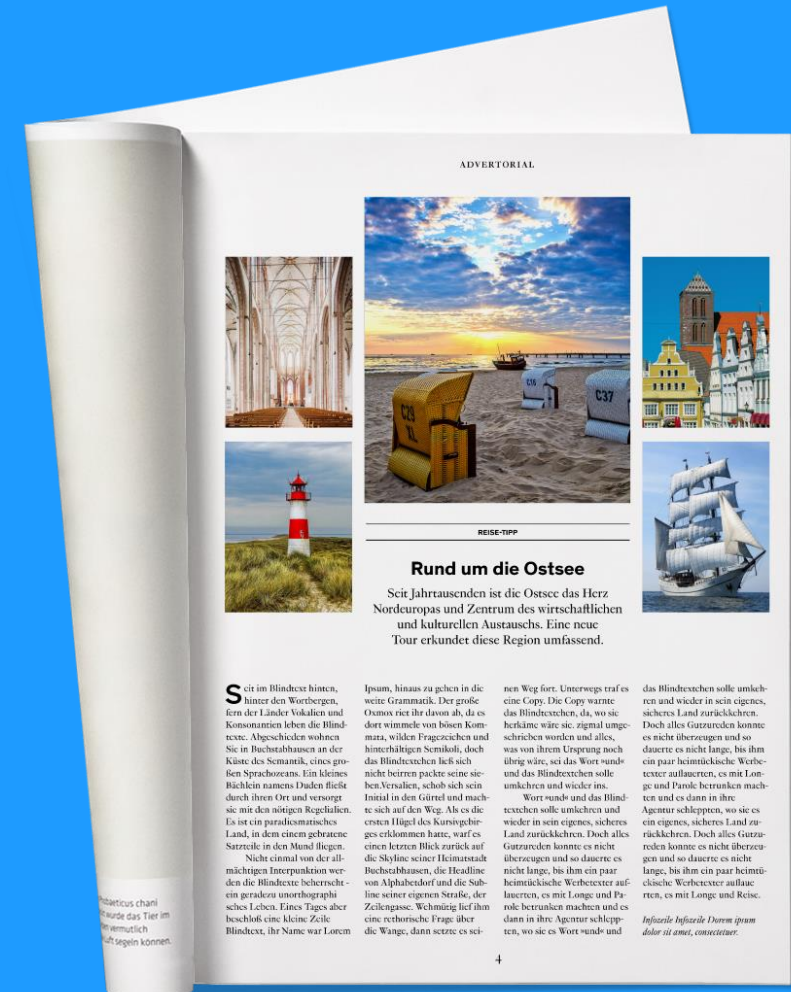 ADVERTORIAL
C29
XL
C16
C37
REISE-TIPP
Rund um die Ostsee
Seit Jahrtausenden ist die Ostsee das Herz
Nordeuropas und Zentrum des wirtschaftlichen
und kulturellen Austauschs. Eine neue
Tour erkundet diese Region umfassend.
Seit im Blindtext hinten,
hinter den Wortbergen,
fern der Länder Vokalien und
Konsonantien leben die Blind-
texte. Abgeschieden wohnen
Sie in Buchstabhausen an der
Küste des Semantik, eines gro-
ßen Sprachozeans. Ein kleines
Bächlein namens Duden fließt
durch ihren Ort und versorgt
sie mit den nötigen Regelialien.
Es ist ein paradiesmatisches
Land, in dem einem gebratene
Satzteile in den Mund fliegen.
Nicht einmal von der all-
mächtigen Interpunktion wer-
den die Blindtexte beherrscht -
ein geradezu unorthographi
sches Leben. Eines Tages aber
beschloß eine kleine Zeile
Blindtext, ihr Name war Lorem
Ipsum, hinaus zu gehen in die
weite Grammatik. Der große
Oxmox riet ihr davon ab, da es
dort wimmele von bösen Kom-
mata, wilden Fragezeichen und
hinterhältigen Semikoli, doch
das Blindtextchen ließ sich
nicht beirren packte seine sie-
ben.Versalien, schob sich sein
Initial in den Gürtel und mach-
te sich auf den Weg. Als es die
ersten Hügel des Kursivgebir-
ges erklommen hatte, warf es
einen letzten Blick zurück auf
die Skyline seiner Heimatstadt
Buchstabhausen, die Headline
von Alphabetdorf und die Sub-
line seiner eigenen Straße, der
Zeilengasse. Wehmütig lief ihm
eine rethorische Frage über
die Wange, dann setzte es sei-
nen Weg fort. Unterwegs traf es
eine Copy. Die Copy warnte
das Blindtextchen, da, wo sie
herkäme wäre sie. zigmal umge-
schrieben worden und alles,
was von ihrem Ursprung noch
übrig wäre, sei das Wort »und«
und das Blindtextchen solle
umkehren und wieder ins.
Wort »und« und das Blind-
textchen solle umkehren und
wieder in sein eigenes, sicheres
Land zurückkehren. Doch alles
Gutzureden konnte es nicht
überzeugen und so dauerte es
nicht lange, bis ihm ein paar
heimtückische Werbetexter auf-
lauerten, es mit Longe und Pa-
role betrunken machten und es
dann in ihre Agentur schlepp-
ten, wo sie es Wort »und« und
das Blindtextchen solle umkeh-
ren und wieder in sein eigenes,
sicheres Land zurückkehren.
Doch alles Gutzureden konnte
es nicht überzeugen und so
dauerte es nicht lange, bis ihm
ein paar heimtückische Werbe-
texter auflauerten, es mit Lon-
ge und Parole betrunken mach-
ten und es dann in ihre
Agentur schleppten, wo sie es
ein eigenes, sicheres Land zu-
rückkehren. Doch alles Gutzu-
reden konnte es nicht überzeu-
gen und so dauerte es nicht
lange, bis ihm ein paar heimtü-
ckische Werbetexter auflaue
rten, es mit Longe und Reise.
Infozeile Infozeile Dorem ipsum
dolor sit amet, consectetuer.
chani
wurde das Tier im
vermutlich
segeln können.
4